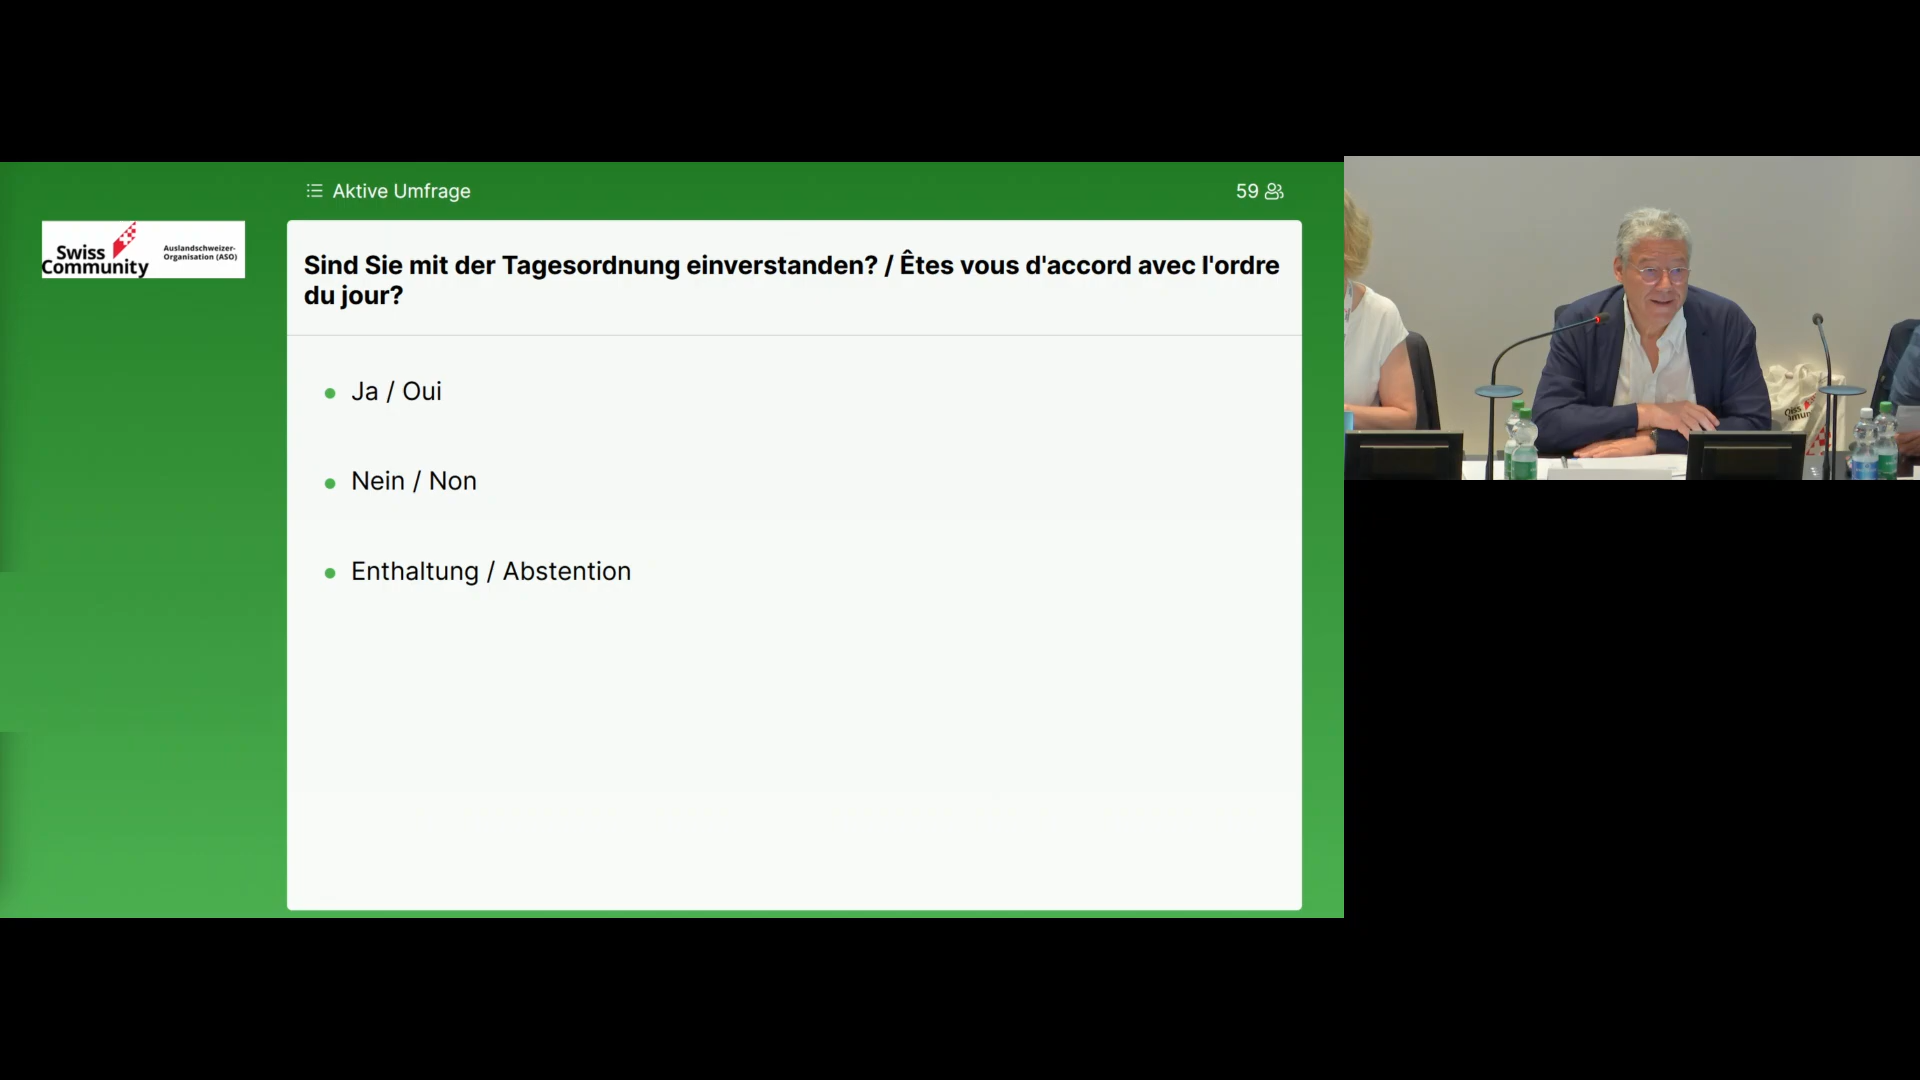 Aktive Umfrage
59
Swiss
Community
Auslandschweizer-
Organisation (ASO)
Sind Sie mit der Tagesordnung einverstanden? / Êtes vous d'accord avec l'ordre
du jour?
Ja / Oui
Nein / Non
Enthaltung / Abstention